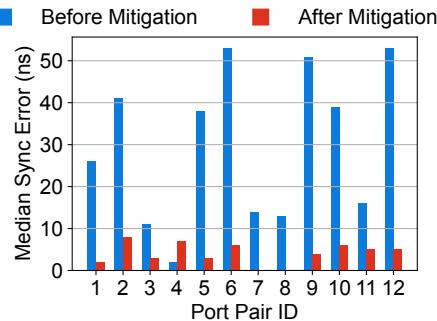 Before Mitigation After Mitigation
Median Sync Error (ns)
50
40
30
20
10
0
1 2 3 4 5 6 7 8 9 10 11 12
Port Pair ID